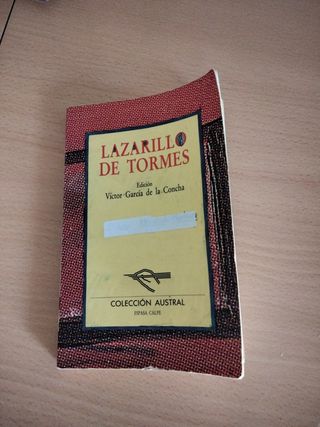 LAZARILLO
DE TORMES
Edición
Víctor García de la Concha
COLECCIÓN AUSTRAL
ESPASA CALPE